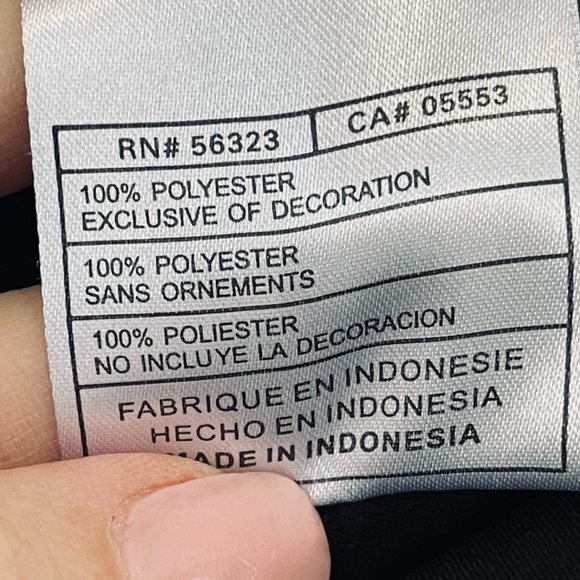 RN# 56323 CA# 05553
100% POLYESTER
EXCLUSIVE OF DECORATION
100% POLYESTER
SANS ORNEMENTS
100% POLIESTER
NO INCLUYE LA DECORACION
FABRIQUE EN INDONESIE
HECHO EN INDONESIA
MADE IN INDONESIA